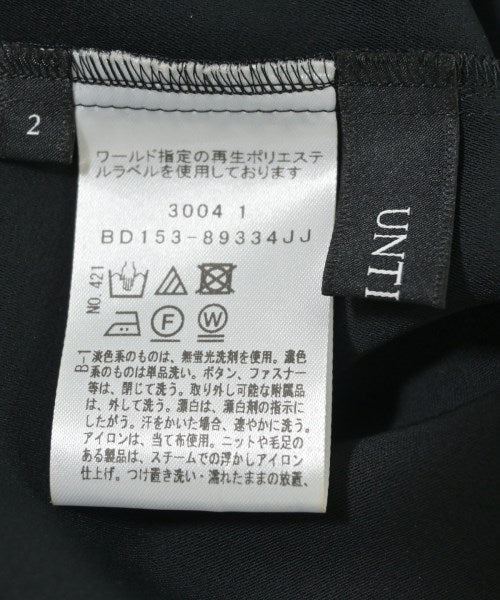 2
ワールド指定の再生ポリエステ
ルラベルを使用しております
3004 1
BD153-89334JJ
NO.421
F
W
B-1
淡色系のものは、無蛍光洗剤を使用。濃色
系のものは単品洗い。ボタン、ファスナー
等は、閉じて洗う。取り外し可能な附属品
は、外して洗う。漂白は、漂白剤の指示に
したがう。汗をかいた場合、速やかに洗う。
アイロンは、当て布使用。ニットや毛足の
ある製品は、スチームでの浮かしアイロン
仕上げ。つけ置き洗い・濡れたままの放置、
UNTI